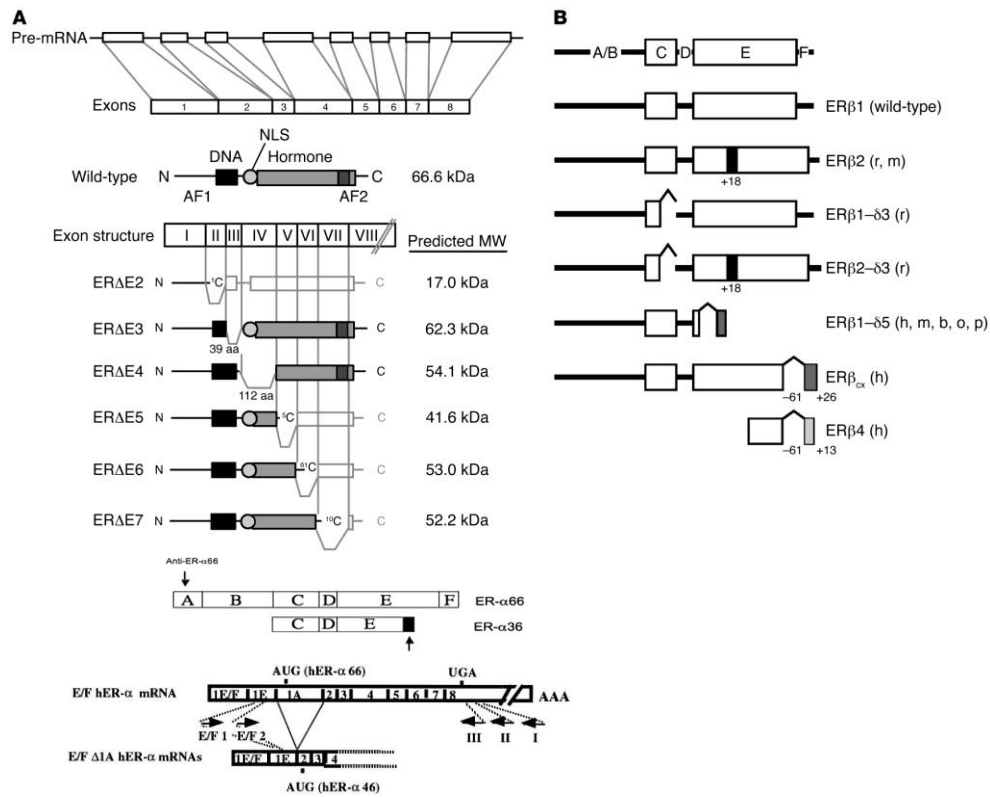 A
Pre-mRNA
Exons 1 2 3 4 5 6 7 8
NLS
DNA Hormone
Wild-type N C 66.6 kDa
AF1 AF2
Exon structure I II III IV V VI VII VIII Predicted MW
ERΔE2 N ¹C C 17.0 kDa
ERΔE3 N C 62.3 kDa
39 aa
ERΔE4 N C 54.1 kDa
112 aa
ERΔE5 N ⁵C C 41.6 kDa
ERΔE6 N ⁶¹C C 53.0 kDa
ERΔE7 N ¹⁰C C 52.2 kDa
Anti-ER-α66
A B C D E F ER-α66
C D E ER-α36
AUG (hER-α 66) UGA
E/F hER-α mRNA 1E/F 1E 1A 2 3 4 5 6 7 8 AAA
E/F 1 E/F 2 III II I
E/F Δ1A hER-α mRNAs 1E/F 1E 2 3 4
AUG (hER-α 46)
B
A/B C D E F
ERβ1 (wild-type)
ERβ2 (r, m)
+18
ERβ1–δ3 (r)
ERβ2–δ3 (r)
+18
ERβ1–δ5 (h, m, b, o, p)
ERβcx (h)
–61 +26
ERβ4 (h)
–61 +13